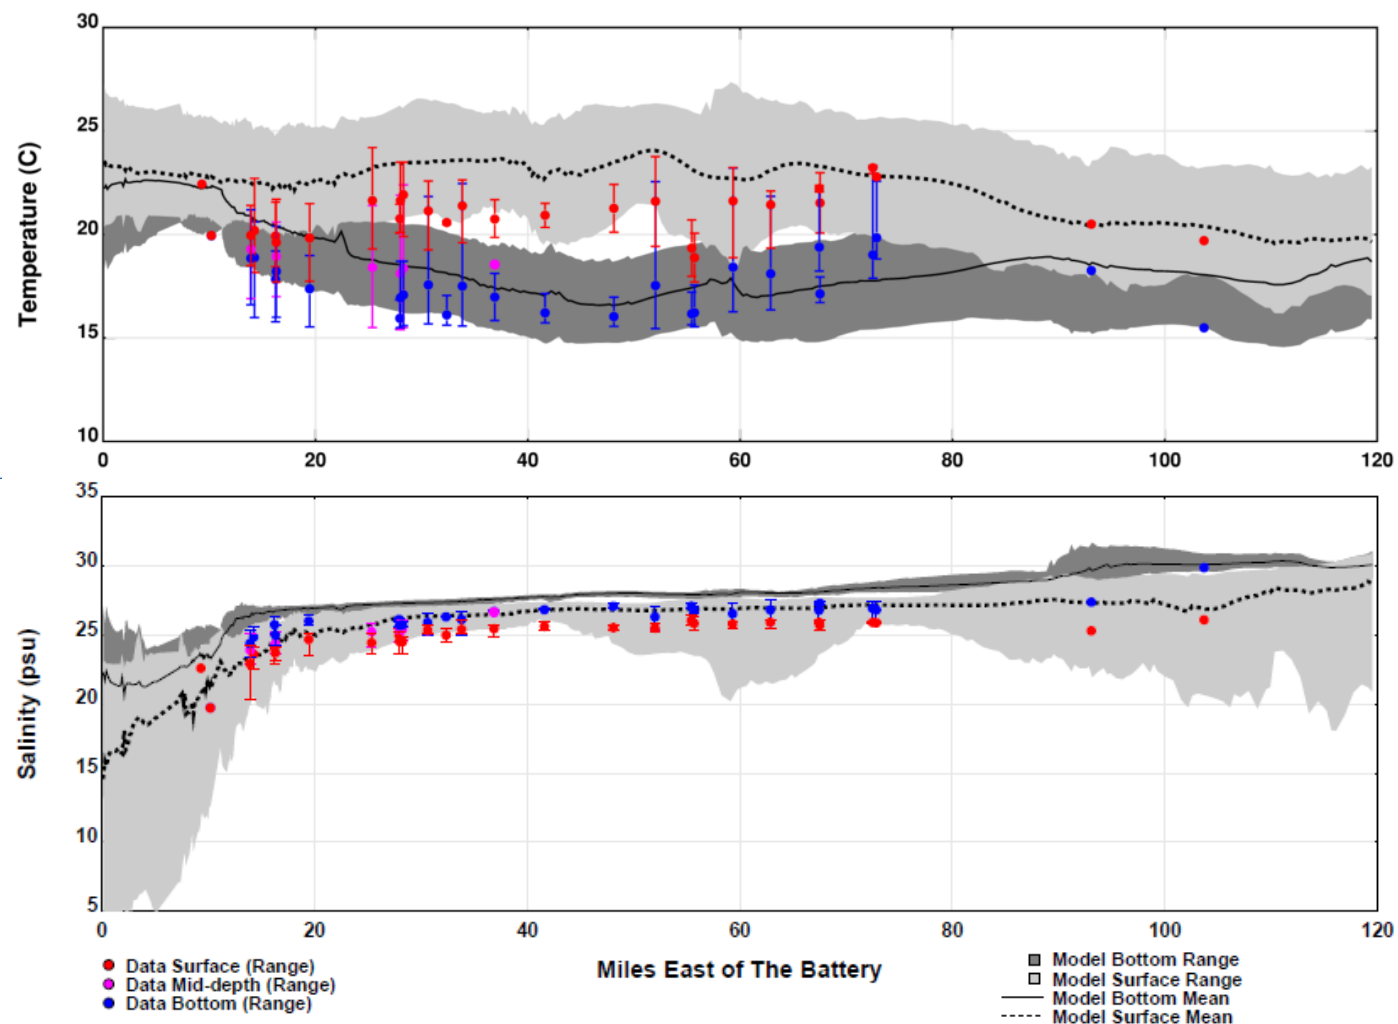 30
25
20
15
10
Temperature (C)
0 20 40 60 80 100 120
35
30
25
20
15
10
5
Salinity (psu)
0 20 40 60 80 100 120
Miles East of The Battery
Data Surface (Range)
Data Mid-depth (Range)
Data Bottom (Range)
Model Bottom Range
Model Surface Range
Model Bottom Mean
Model Surface Mean